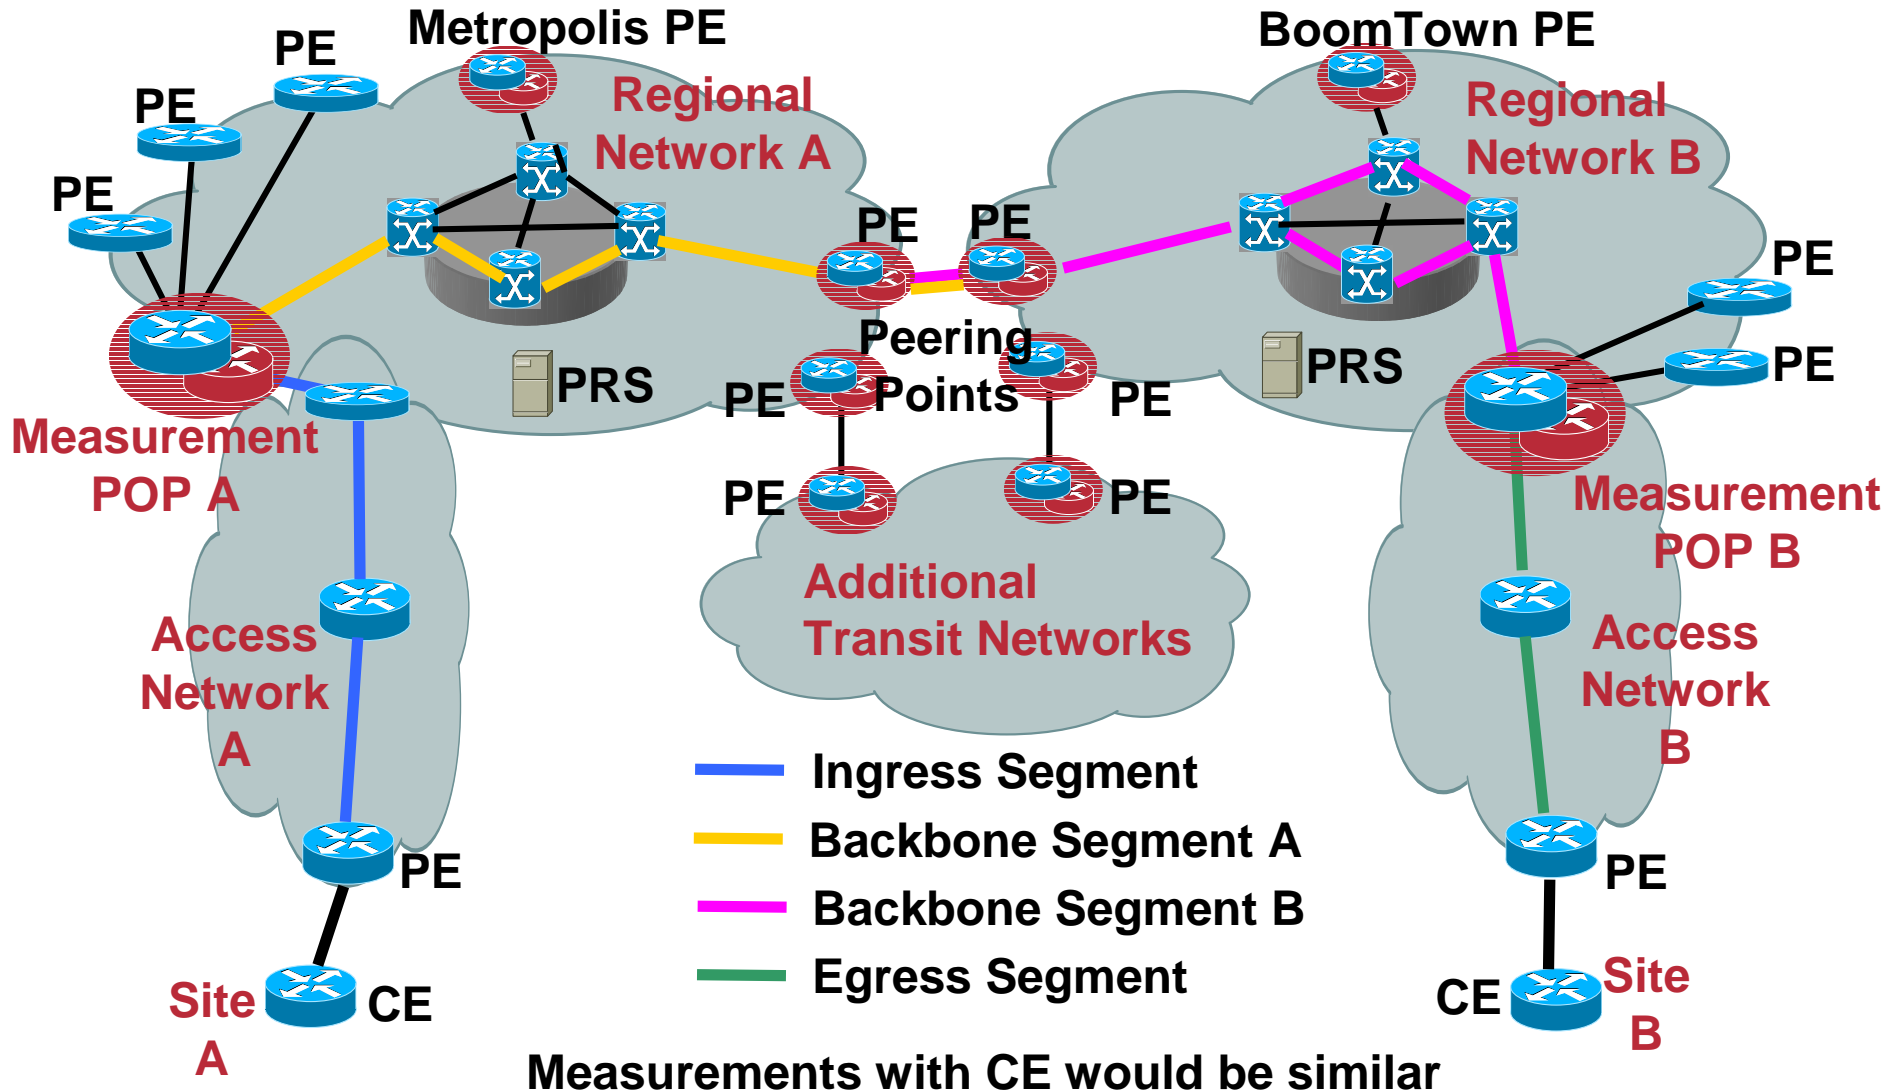 Metropolis PE
BoomTown PE
PE
PE
PE
Regional
Network A
Regional
Network B
PE
PE
PE
PE
Peering
Points
PRS
PRS
PE
PE
PE
PE
Measurement
POP A
Measurement
POP B
Additional
Transit Networks
Access
Network
A
Access
Network
B
Ingress Segment
Backbone Segment A
Backbone Segment B
Egress Segment
PE
PE
Site
A
CE
CE
Site
B
Measurements with CE would be similar